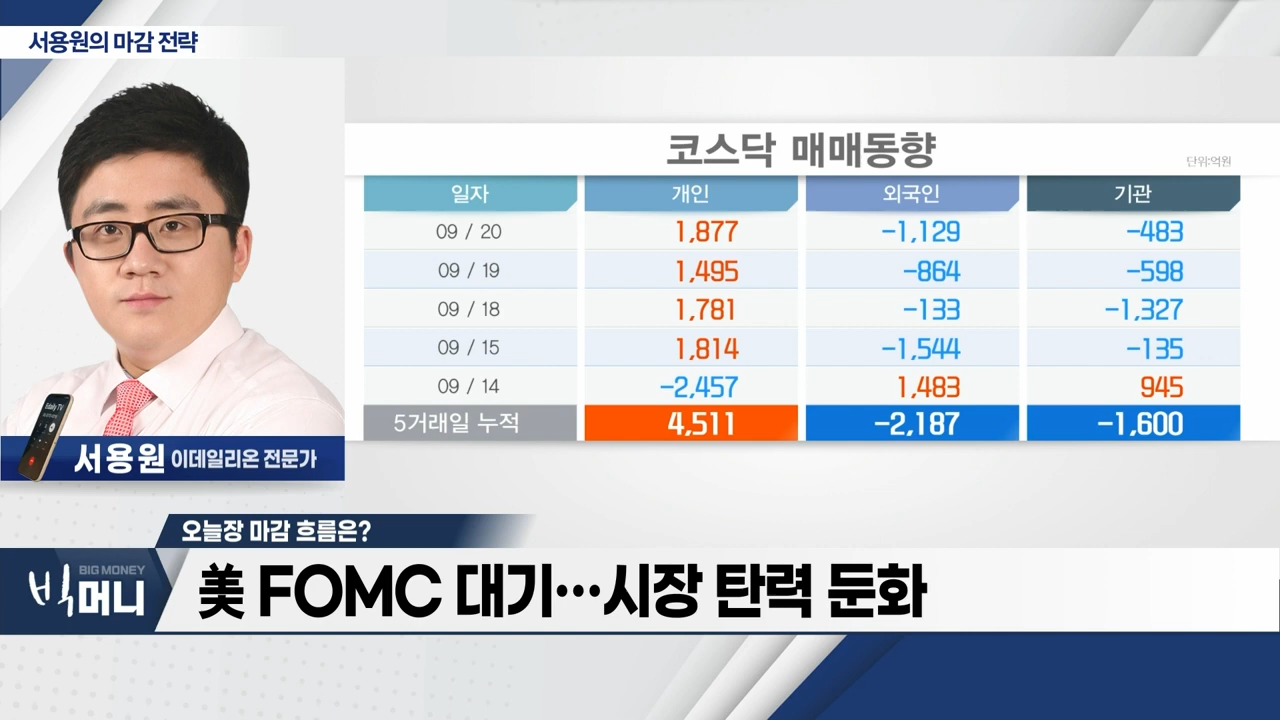 서용원의 마감 전략
코스닥 매매동향
단위:억원
일자 개인 외국인 기관
09 / 20 1,877 -1,129 -483
09 / 19 1,495 -864 -598
09 / 18 1,781 -133 -1,327
09 / 15 1,814 -1,544 -135
09 / 14 -2,457 1,483 945
5거래일 누적 4,511 -2,187 -1,600
Edaily TV
서용원 이데일리온 전문가
오늘장 마감 흐름은?
BIG MONEY
빅머니
美 FOMC 대기…시장 탄력 둔화